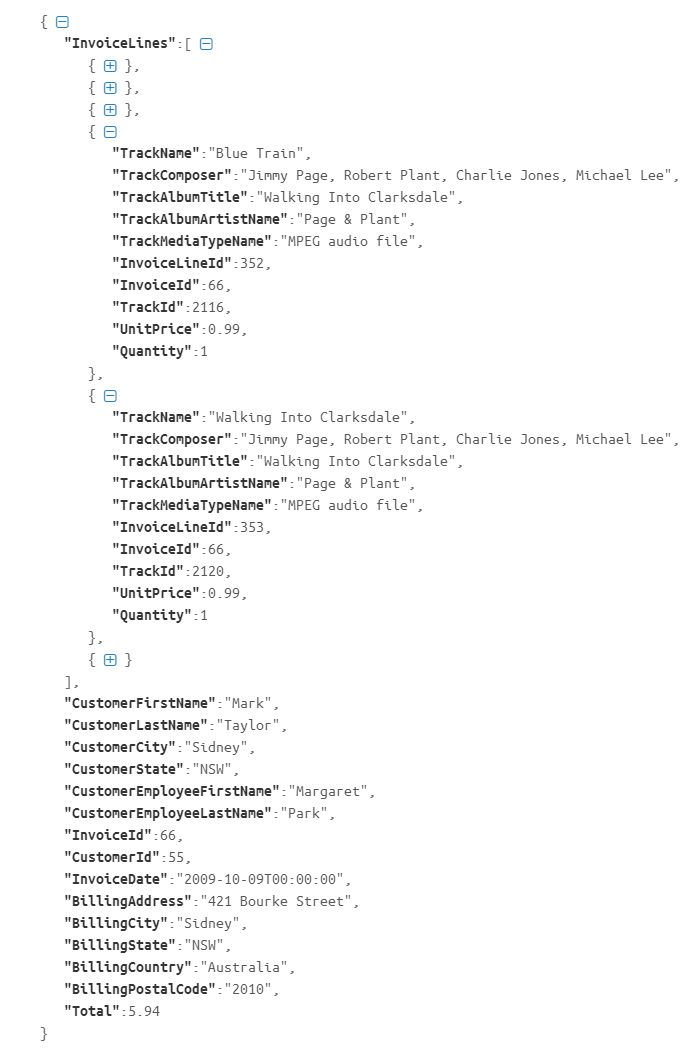 {
"InvoiceLines":[
{ },
{ },
{ },
{
"TrackName":"Blue Train",
"TrackComposer":"Jimmy Page, Robert Plant, Charlie Jones, Michael Lee",
"TrackAlbumTitle":"Walking Into Clarksdale",
"TrackAlbumArtistName":"Page & Plant",
"TrackMediaTypeName":"MPEG audio file",
"InvoiceLineId":352,
"InvoiceId":66,
"TrackId":2116,
"UnitPrice":0.99,
"Quantity":1
},
{
"TrackName":"Walking Into Clarksdale",
"TrackComposer":"Jimmy Page, Robert Plant, Charlie Jones, Michael Lee",
"TrackAlbumTitle":"Walking Into Clarksdale",
"TrackAlbumArtistName":"Page & Plant",
"TrackMediaTypeName":"MPEG audio file",
"InvoiceLineId":353,
"InvoiceId":66,
"TrackId":2120,
"UnitPrice":0.99,
"Quantity":1
},
{ }
],
"CustomerFirstName":"Mark",
"CustomerLastName":"Taylor",
"CustomerCity":"Sidney",
"CustomerState":"NSW",
"CustomerEmployeeFirstName":"Margaret",
"CustomerEmployeeLastName":"Park",
"InvoiceId":66,
"CustomerId":55,
"InvoiceDate":"2009-10-09T00:00:00",
"BillingAddress":"421 Bourke Street",
"BillingCity":"Sidney",
"BillingState":"NSW",
"BillingCountry":"Australia",
"BillingPostalCode":"2010",
"Total":5.94
}